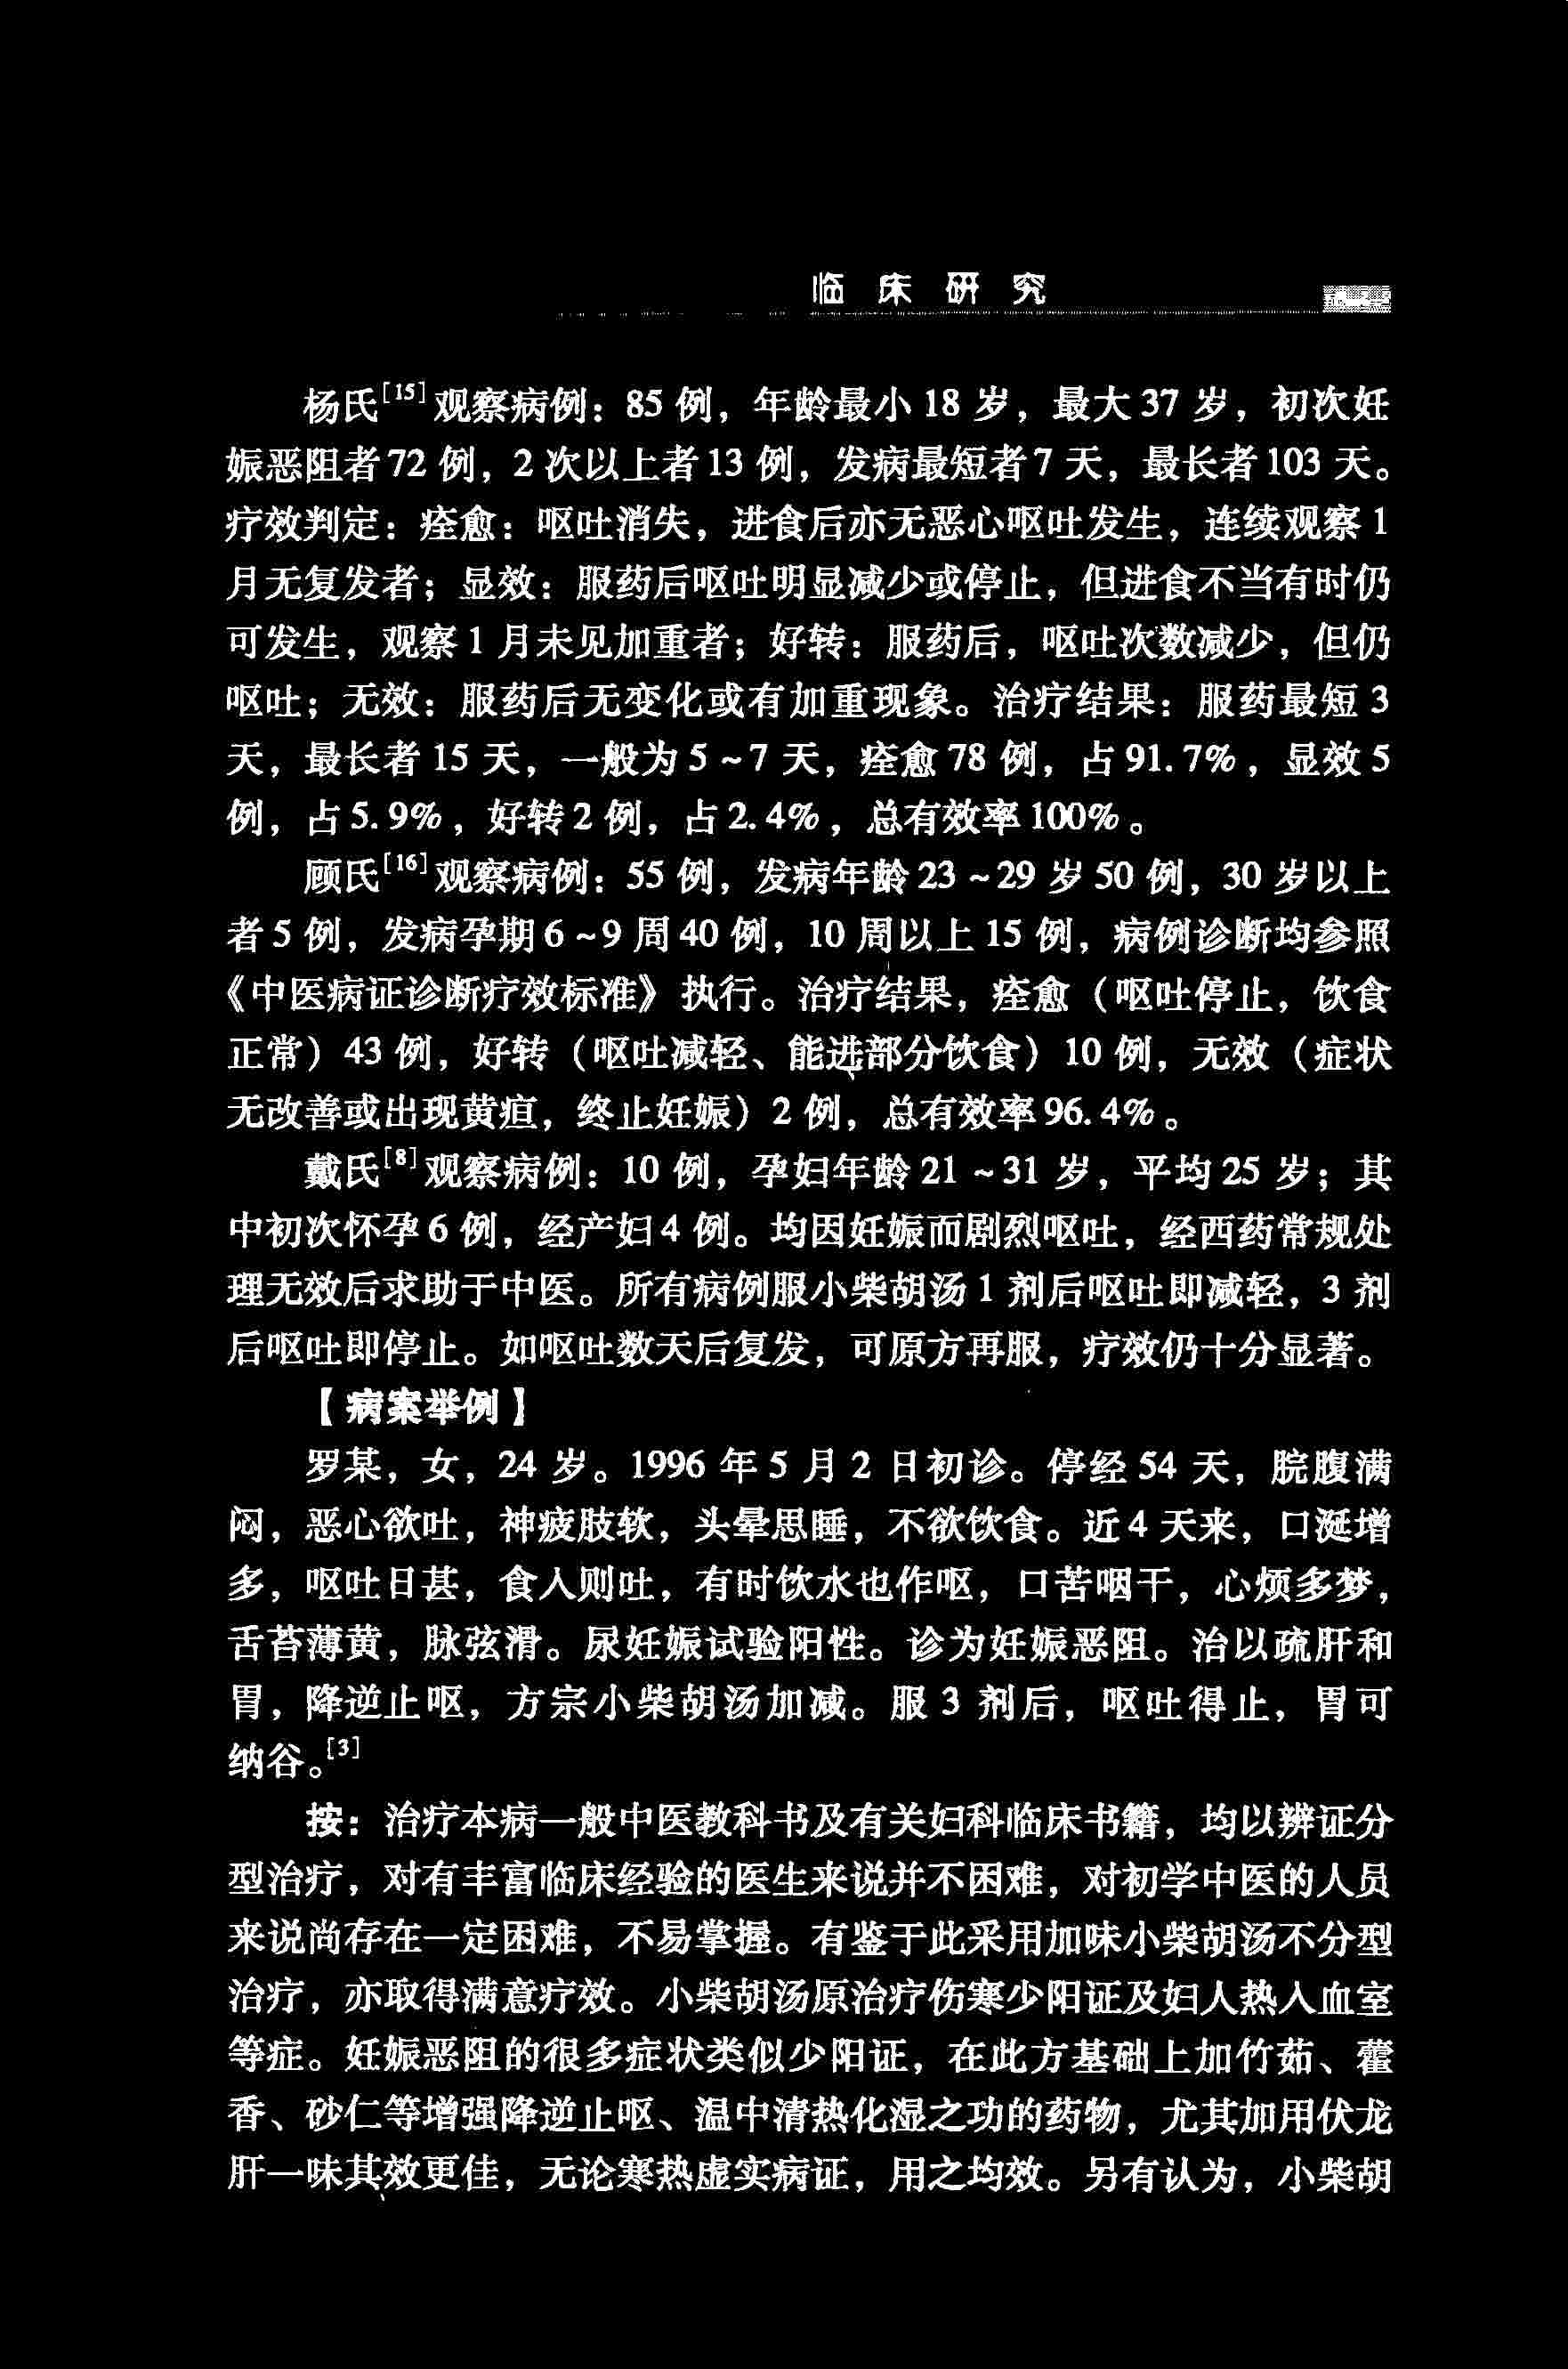 临床研究
杨氏[15]观察病例：85 例，年龄最小 18 岁，最大 37 岁，初次妊
娠恶阻者 72 例，2 次以上者 13 例，发病最短者 7 天，最长者 103 天。
疗效判定：痊愈：呕吐消失，进食后亦无恶心呕吐发生，连续观察 1
月无复发者；显效：服药后呕吐明显减少或停止，但进食不当有时仍
可发生，观察 1 月未见加重者；好转：服药后，呕吐次数减少，但仍
呕吐；无效：服药后无变化或有加重现象。治疗结果：服药最短 3
天，最长者 15 天，一般为 5～7 天，痊愈 78 例，占 91.7%，显效 5
例，占 5.9%，好转 2 例，占 2.4%，总有效率 100%。
顾氏[16]观察病例：55 例，发病年龄 23～29 岁 50 例，30 岁以上
者 5 例，发病孕期 6～9 周 40 例，10 周以上 15 例，病例诊断均参照
《中医病证诊断疗效标准》执行。治疗结果，痊愈（呕吐停止，饮食
正常）43 例，好转（呕吐减轻、能进部分饮食）10 例，无效（症状
无改善或出现黄疸，终止妊娠）2 例，总有效率 96.4%。
戴氏[8]观察病例：10 例，孕妇年龄 21～31 岁，平均 25 岁；其
中初次怀孕 6 例，经产妇 4 例。均因妊娠而剧烈呕吐，经西药常规处
理无效后求助于中医。所有病例服小柴胡汤 1 剂后呕吐即减轻，3 剂
后呕吐即停止。如呕吐数天后复发，可原方再服，疗效仍十分显著。
【病案举例】
罗某，女，24 岁。1996 年 5 月 2 日初诊。停经 54 天，脘腹满
闷，恶心欲吐，神疲肢软，头晕思睡，不欲饮食。近 4 天来，口涎增
多，呕吐日甚，食入则吐，有时饮水也作呕，口苦咽干，心烦多梦，
舌苔薄黄，脉弦滑。尿妊娠试验阳性。诊为妊娠恶阻。治以疏肝和
胃，降逆止呕，方宗小柴胡汤加减。服 3 剂后，呕吐得止，胃可
纳谷。[3]
按：治疗本病一般中医教科书及有关妇科临床书籍，均以辨证分
型治疗，对有丰富临床经验的医生来说并不困难，对初学中医的人员
来说尚存在一定困难，不易掌握。有鉴于此采用加味小柴胡汤不分型
治疗，亦取得满意疗效。小柴胡汤原治疗伤寒少阳证及妇人热入血室
等症。妊娠恶阻的很多症状类似少阳证，在此方基础上加竹茹、藿
香、砂仁等增强降逆止呕、温中清热化湿之功的药物，尤其加用伏龙
肝一味其效更佳，无论寒热虚实病证，用之均效。另有认为，小柴胡